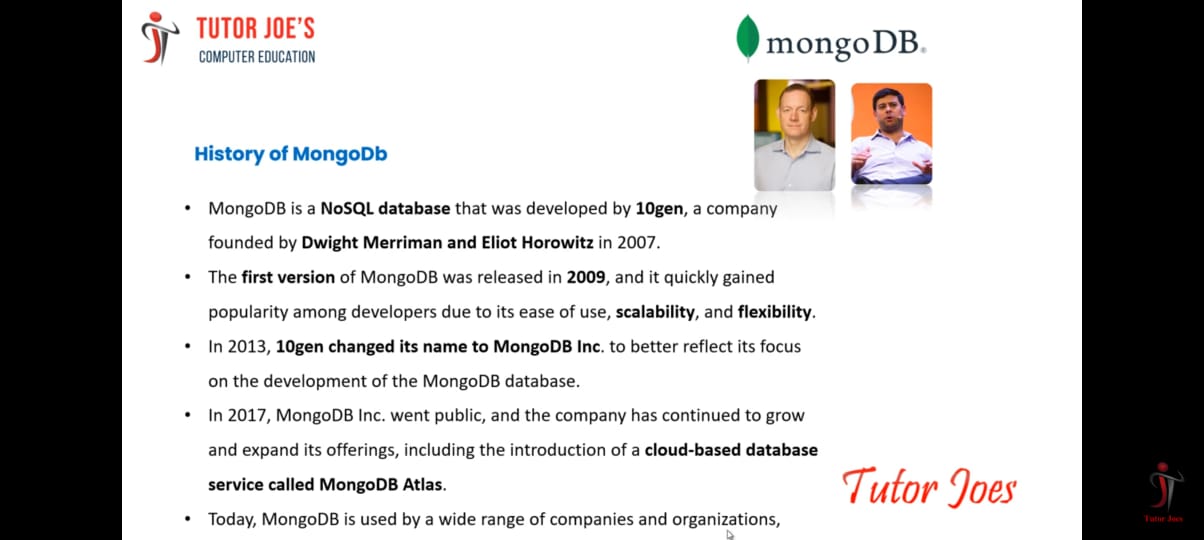 TUTOR JOE'S
COMPUTER EDUCATION
mongoDB®
History of MongoDb
• MongoDB is a NoSQL database that was developed by 10gen, a company
founded by Dwight Merriman and Eliot Horowitz in 2007.
• The first version of MongoDB was released in 2009, and it quickly gained
popularity among developers due to its ease of use, scalability, and flexibility.
• In 2013, 10gen changed its name to MongoDB Inc. to better reflect its focus
on the development of the MongoDB database.
• In 2017, MongoDB Inc. went public, and the company has continued to grow
and expand its offerings, including the introduction of a cloud-based database
service called MongoDB Atlas.
• Today, MongoDB is used by a wide range of companies and organizations,
Tutor Joes
Tutor Joes